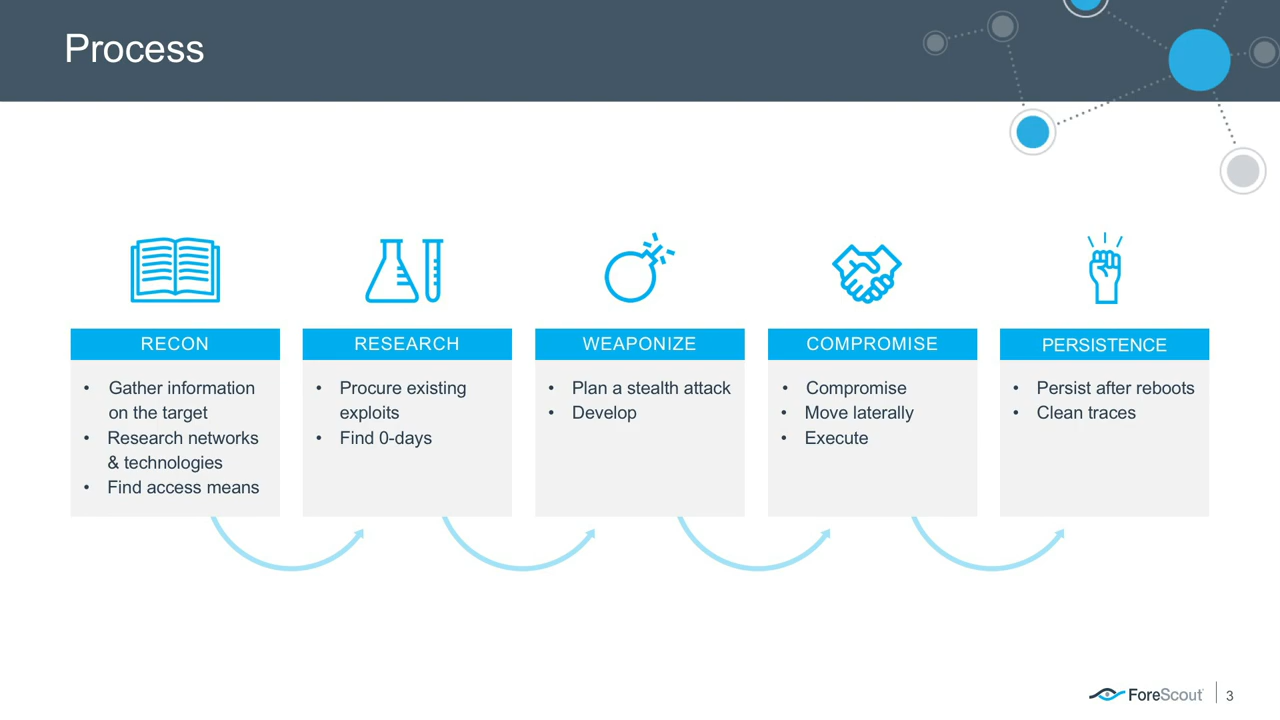 Process
RECON
• Gather information
on the target
• Research networks
& technologies
• Find access means
RESEARCH
• Procure existing
exploits
• Find 0-days
WEAPONIZE
• Plan a stealth attack
• Develop
COMPROMISE
• Compromise
• Move laterally
• Execute
PERSISTENCE
• Persist after reboots
• Clean traces
ForeScout
3